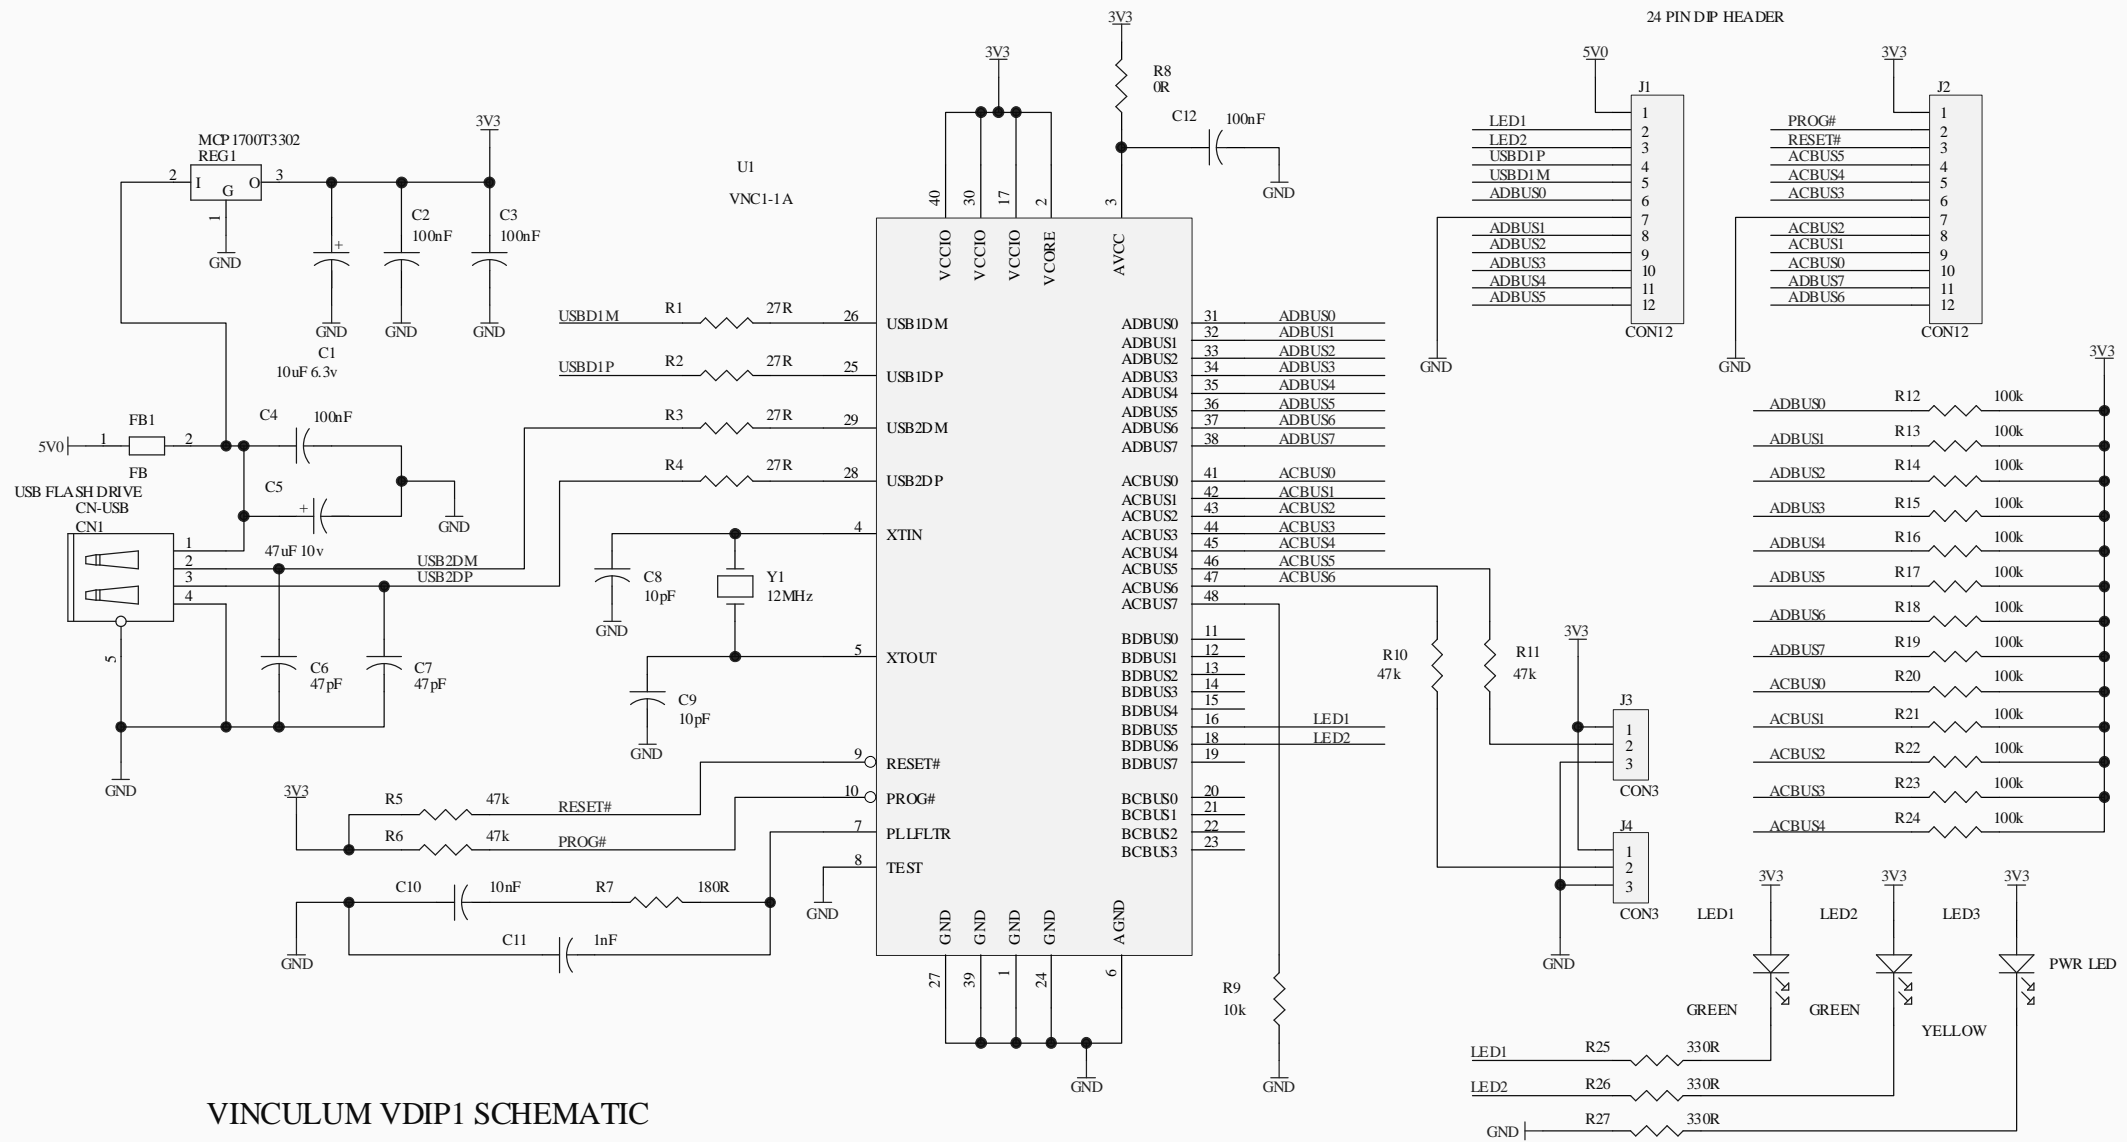 24 PIN DIP HEADER
3V3
R8
0R
C12
100nF
GND
3V3
5V0
J1
LED1
LED2
USBD1P
USBD1M
ADBUS0
ADBUS1
ADBUS2
ADBUS3
ADBUS4
ADBUS5
1
2
3
4
5
6
7
8
9
10
11
12
CON12
GND
3V3
J2
PROG#
RESET#
ACBUS5
ACBUS4
ACBUS3
ACBUS2
ACBUS1
ACBUS0
ADBUS7
ADBUS6
1
2
3
4
5
6
7
8
9
10
11
12
CON12
GND
MCP1700T3302
REG1
2
I
G
O
3
1
GND
3V3
C2
100nF
C3
100nF
GND
GND
GND
C1
10uF 6.3v
+
U1
VNC1-1A
40
30
17
2
3
VCCIO
VCCIO
VCCIO
VCORE
AVCC
USBD1M
R1
27R
26
USB1DM
USBD1P
R2
27R
25
USB1DP
R3
27R
29
USB2DM
R4
27R
28
USB2DP
4
XTIN
5
XTOUT
9
RESET#
10
PROG#
7
PLLFLTR
8
TEST
GND
ADBUS0
31
ADBUS0
ADBUS1
32
ADBUS1
ADBUS2
33
ADBUS2
ADBUS3
34
ADBUS3
ADBUS4
35
ADBUS4
ADBUS5
36
ADBUS5
ADBUS6
37
ADBUS6
ADBUS7
38
ADBUS7
ACBUS0
41
ACBUS0
ACBUS1
42
ACBUS1
ACBUS2
43
ACBUS2
ACBUS3
44
ACBUS3
ACBUS4
45
ACBUS4
ACBUS5
46
ACBUS5
ACBUS6
47
ACBUS6
ACBUS7
48
BDBUS0
11
BDBUS1
12
BDBUS2
13
BDBUS3
14
BDBUS4
15
BDBUS5
16
LED1
BDBUS6
18
LED2
BDBUS7
19
BCBUS0
20
BCBUS1
21
BCBUS2
22
BCBUS3
23
GND
GND
GND
GND
AGND
27
39
1
24
6
GND
5V0
1
FB1
2
FB
C4
100nF
C5
+
47uF 10v
GND
USB FLASH DRIVE
CN-USB
CN1
1
2
3
4
5
USB2DM
USB2DP
C6
47pF
C7
47pF
GND
C8
10pF
GND
Y1
12MHz
C9
10pF
GND
3V3
R5
47k
RESET#
R6
47k
PROG#
C10
10nF
R7
180R
C11
1nF
GND
R9
10k
GND
R10
47k
R11
47k
3V3
J3
1
2
3
CON3
J4
1
2
3
CON3
GND
3V3
ADBUS0
R12
100k
ADBUS1
R13
100k
ADBUS2
R14
100k
ADBUS3
R15
100k
ADBUS4
R16
100k
ADBUS5
R17
100k
ADBUS6
R18
100k
ADBUS7
R19
100k
ACBUS0
R20
100k
ACBUS1
R21
100k
ACBUS2
R22
100k
ACBUS3
R23
100k
ACBUS4
R24
100k
3V3
3V3
3V3
LED1
LED2
LED3
PWR LED
GREEN
GREEN
YELLOW
LED1
R25
330R
LED2
R26
330R
GND
R27
330R
VINCULUM VDIP1 SCHEMATIC